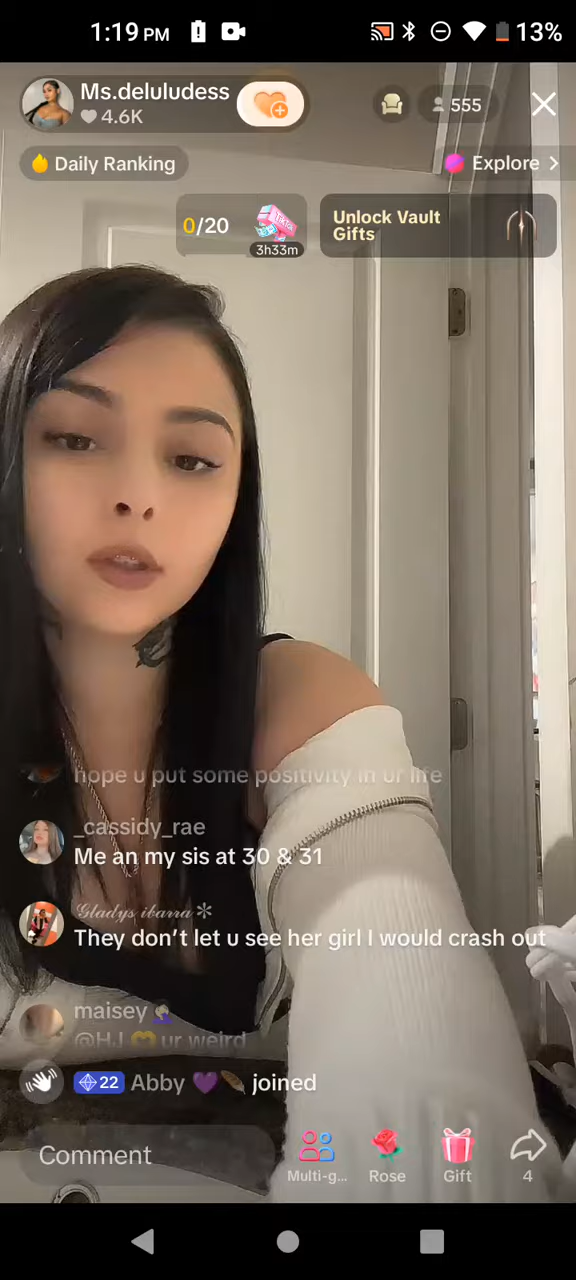 1:19 PM
13%
Ms.deluludess
4.6K
555
Daily Ranking
Explore >
0/20
TikTok
3h33m
Unlock Vault
Gifts
hope u put some positivity in ur life
_cassidy_rae
Me an my sis at 30 & 31
𝒢𝓁𝒶𝒹𝓎𝓈 𝒾𝒷𝒶𝓇𝓇𝒶✻
They don’t let u see her girl I would crash out
maisey 🤦‍♀️
@HJ 🫶 ur weird
22 Abby 💜🪶 joined
Comment
Multi-g...
Rose
Gift
4